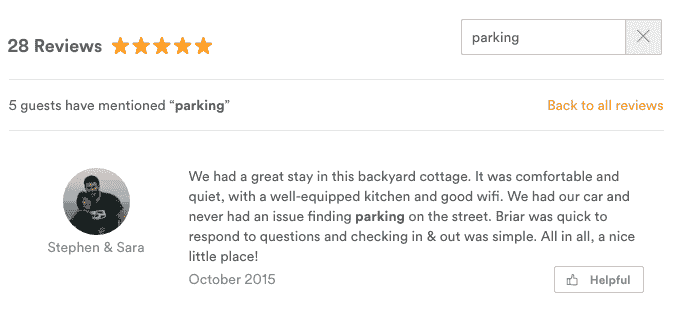 28 Reviews
parking
5 guests have mentioned “parking”
Back to all reviews
We had a great stay in this backyard cottage. It was comfortable and
quiet, with a well-equipped kitchen and good wifi. We had our car and
never had an issue finding parking on the street. Briar was quick to
respond to questions and checking in & out was simple. All in all, a nice
little place!
Stephen & Sara
October 2015
Helpful